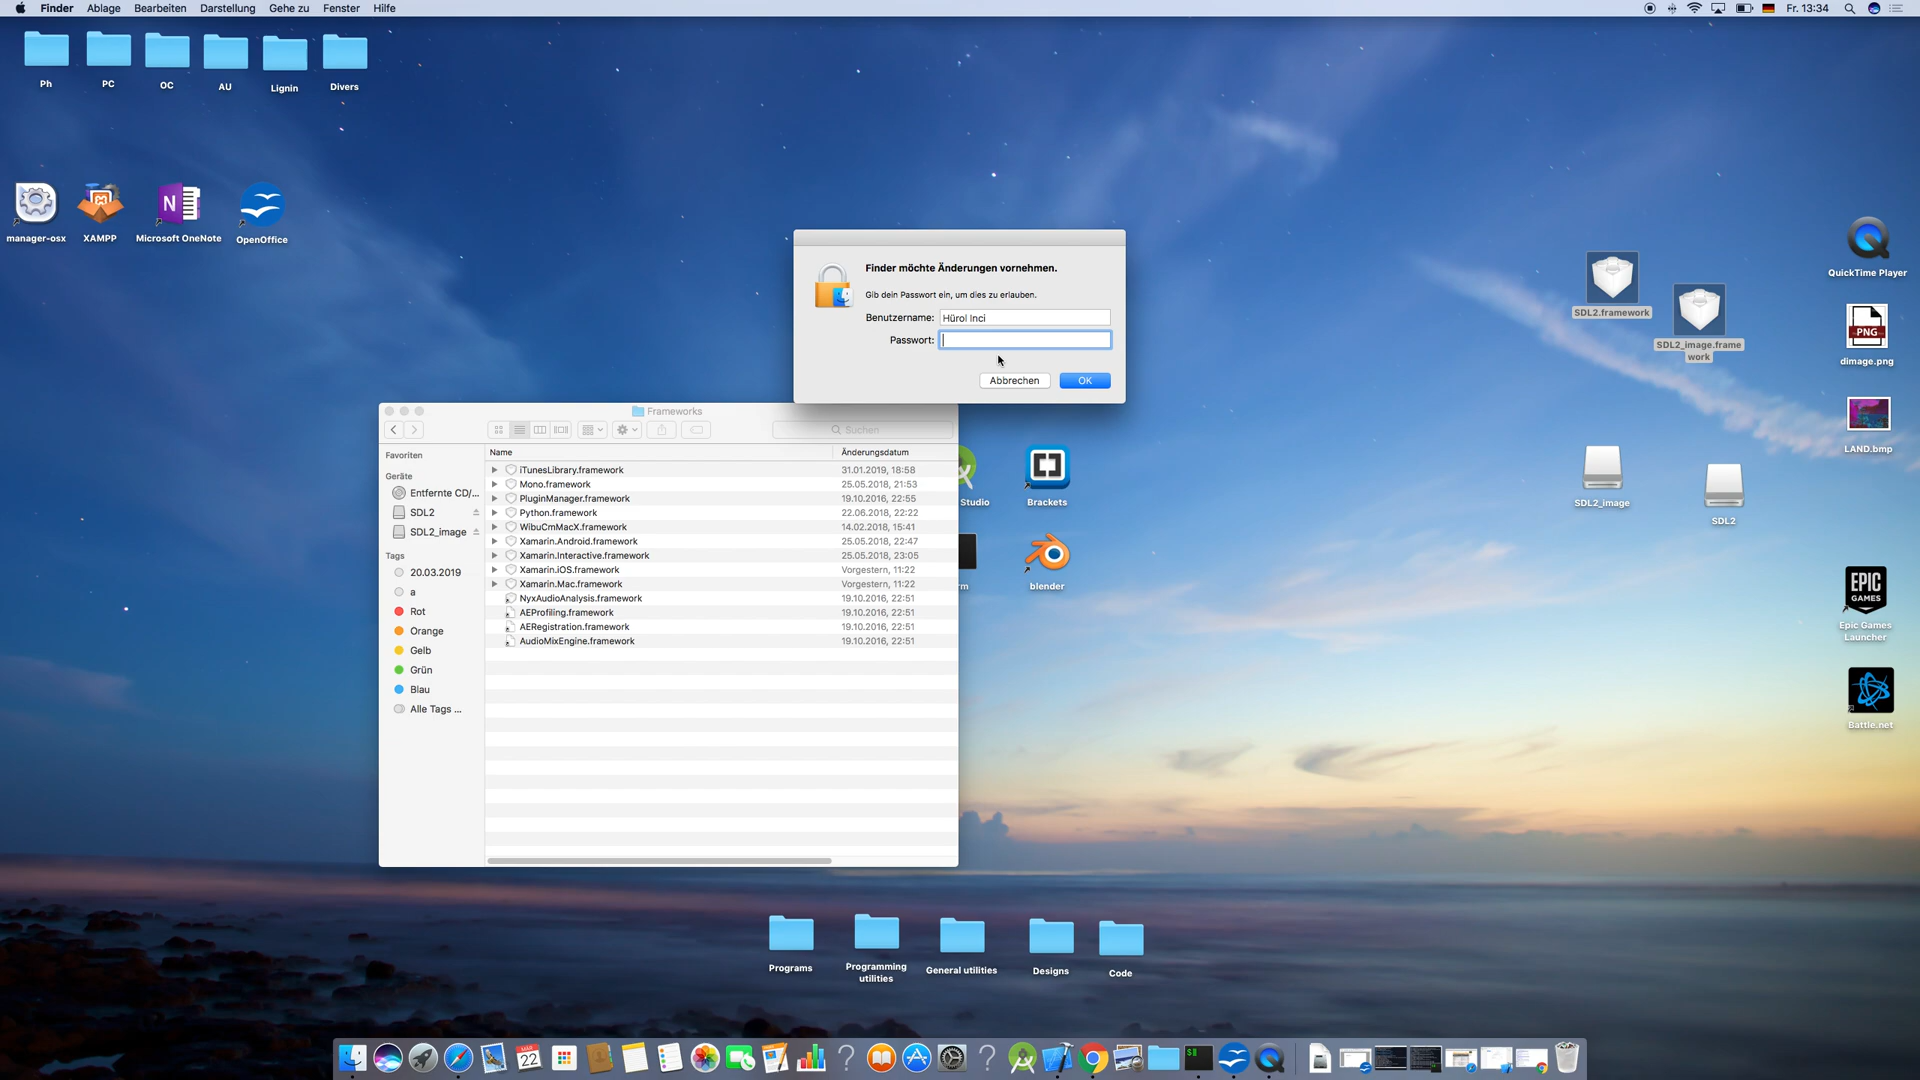 Finder Ablage Bearbeiten Darstellung Gehe zu Fenster Hilfe
Fr. 13:34
Ph
PC
OC
AU
Lignin
Divers
manager-osx
XAMPP
Microsoft OneNote
OpenOffice
Finder möchte Änderungen vornehmen.
Gib dein Passwort ein, um dies zu erlauben.
Benutzername: Hürol Inci
Passwort:
Abbrechen OK
QuickTime Player
SDL2.framework
SDL2_image.frame
work
PNG
dimage.png
LAND.bmp
SDL2_image
SDL2
EPIC
GAMES
Epic Games
Launcher
Battle.net
Studio
Brackets
rm
blender
Frameworks
Suchen
Favoriten
Geräte
Entfernte CD/...
SDL2
SDL2_image
Tags
20.03.2019
a
Rot
Orange
Gelb
Grün
Blau
Alle Tags ...
Name Änderungsdatum
iTunesLibrary.framework 31.01.2019, 18:58
Mono.framework 25.05.2018, 21:53
PluginManager.framework 19.10.2016, 22:55
Python.framework 22.06.2018, 22:22
WibuCmMacX.framework 14.02.2018, 15:41
Xamarin.Android.framework 25.05.2018, 22:47
Xamarin.Interactive.framework 25.05.2018, 23:05
Xamarin.iOS.framework Vorgestern, 11:22
Xamarin.Mac.framework Vorgestern, 11:22
NyxAudioAnalysis.framework 19.10.2016, 22:51
AEProfiling.framework 19.10.2016, 22:51
AERegistration.framework 19.10.2016, 22:51
AudioMixEngine.framework 19.10.2016, 22:51
Programs
Programming
utilities
General utilities
Designs
Code
22